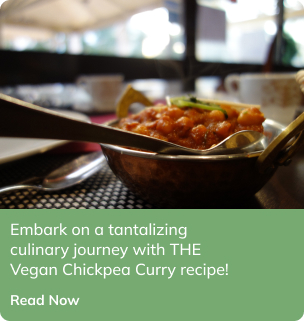 Embark on a tantalizing
culinary journey with THE
Vegan Chickpea Curry recipe!
Read Now